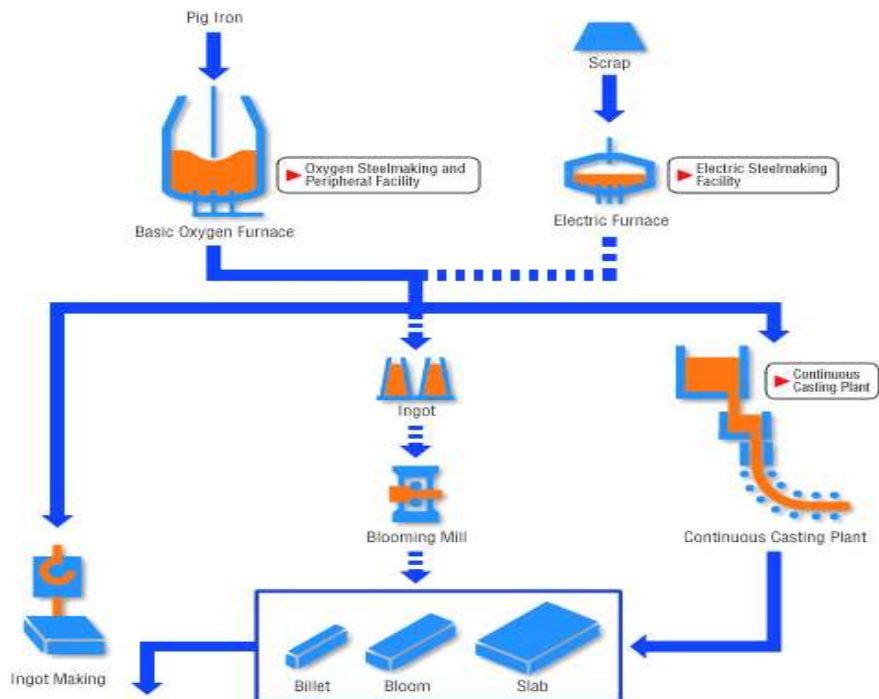 Pig Iron
Scrap
Oxygen Steelmaking and
Peripheral Facility
Electric Steelmaking
Facility
Basic Oxygen Furnace
Electric Furnace
Continuous
Casting Plant
Ingot
Blooming Mill
Continuous Casting Plant
Ingot Making
Billet
Bloom
Slab